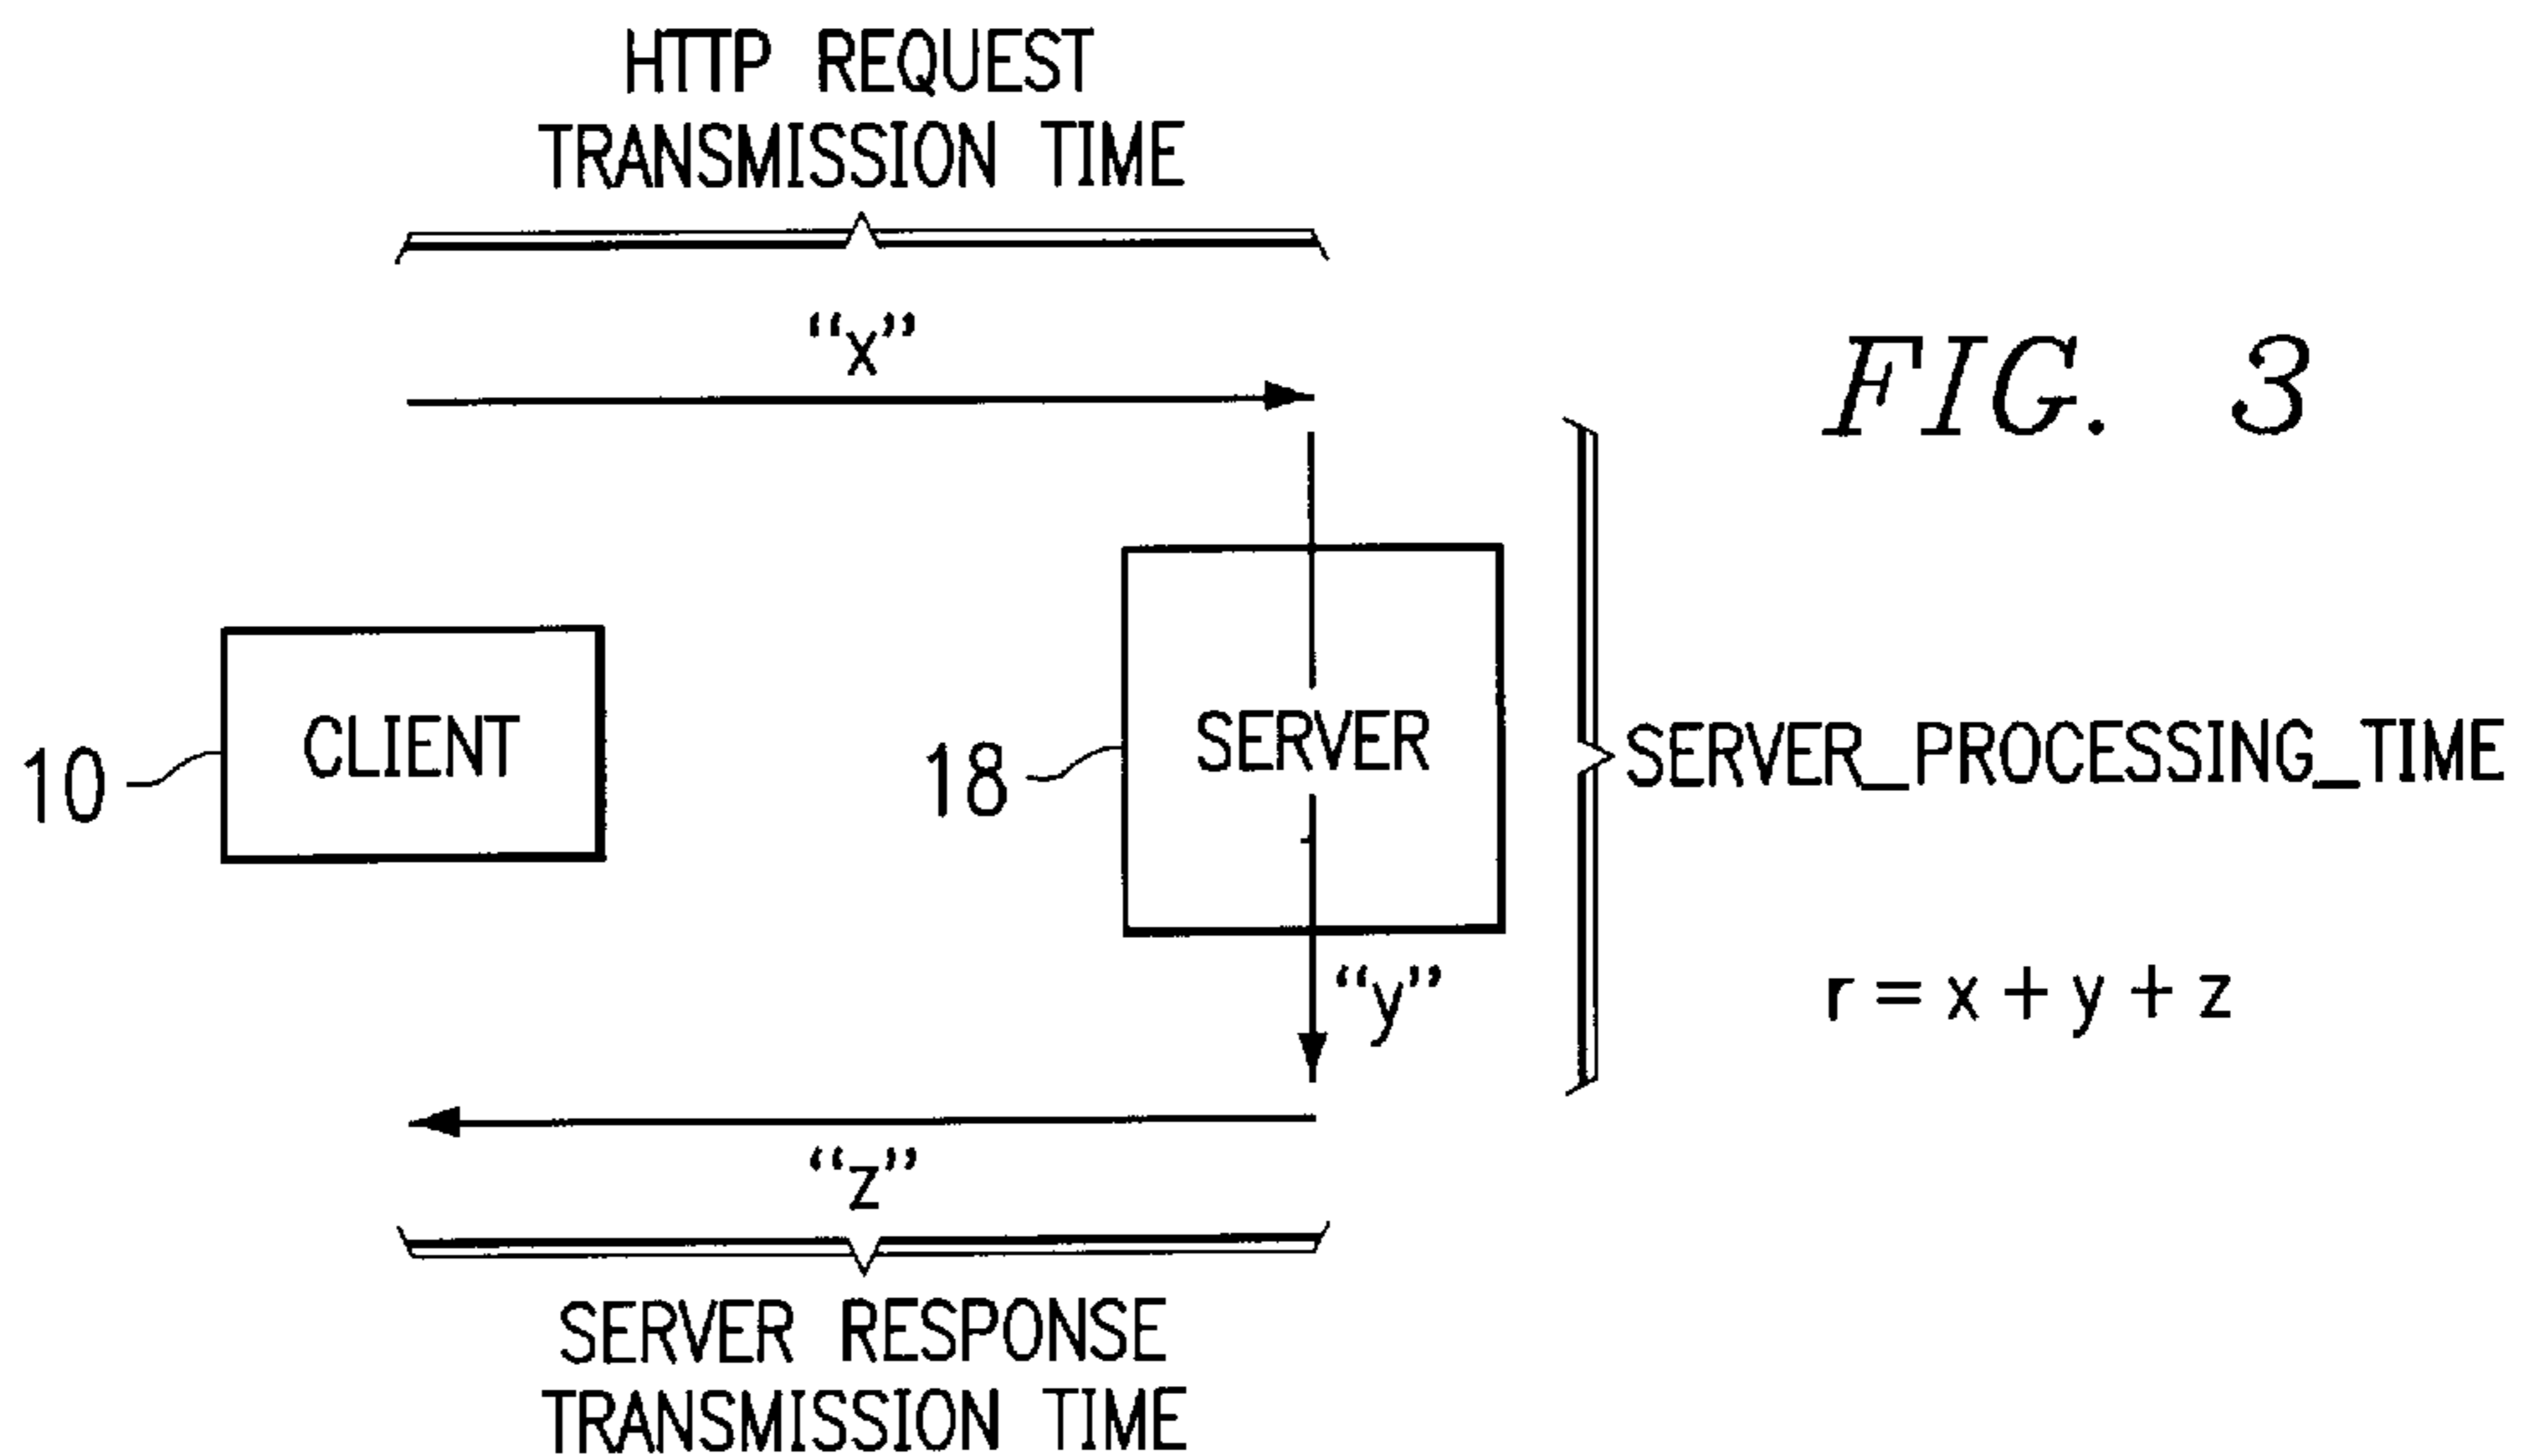 HTTP REQUEST
TRANSMISSION TIME
“x”
FIG. 3
10
CLIENT
18
SERVER
SERVER_PROCESSING_TIME
“y”
r = x + y + z
“z”
SERVER RESPONSE
TRANSMISSION TIME